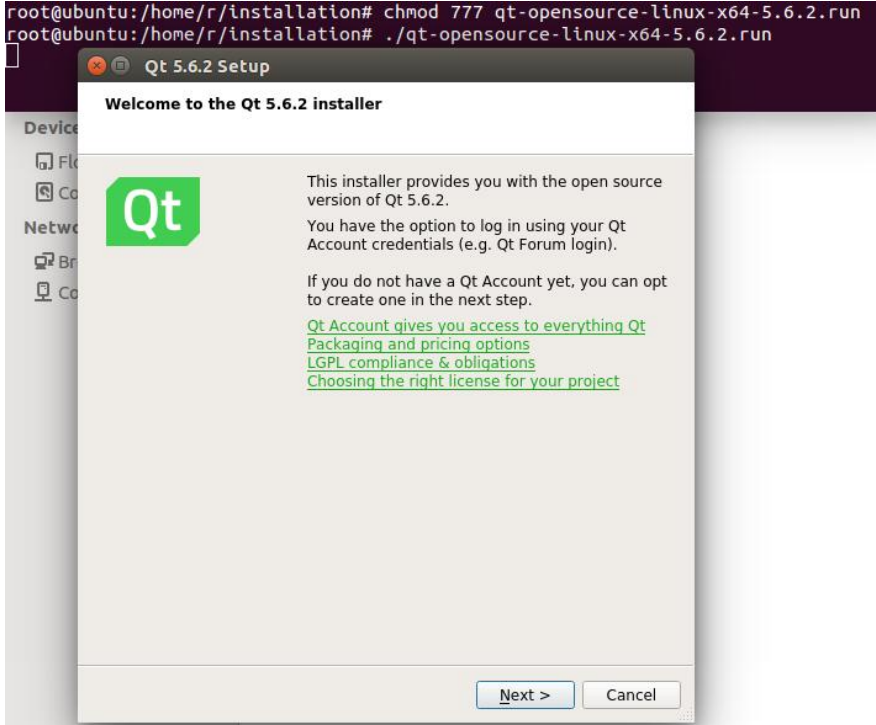 root@ubuntu:/home/r/installation# chmod 777 qt-opensource-linux-x64-5.6.2.run
root@ubuntu:/home/r/installation# ./qt-opensource-linux-x64-5.6.2.run
Qt 5.6.2 Setup
Welcome to the Qt 5.6.2 installer
Qt
This installer provides you with the open source
version of Qt 5.6.2.
You have the option to log in using your Qt
Account credentials (e.g. Qt Forum login).
If you do not have a Qt Account yet, you can opt
to create one in the next step.
Qt Account gives you access to everything Qt
Packaging and pricing options
LGPL compliance & obligations
Choosing the right license for your project
Next >
Cancel